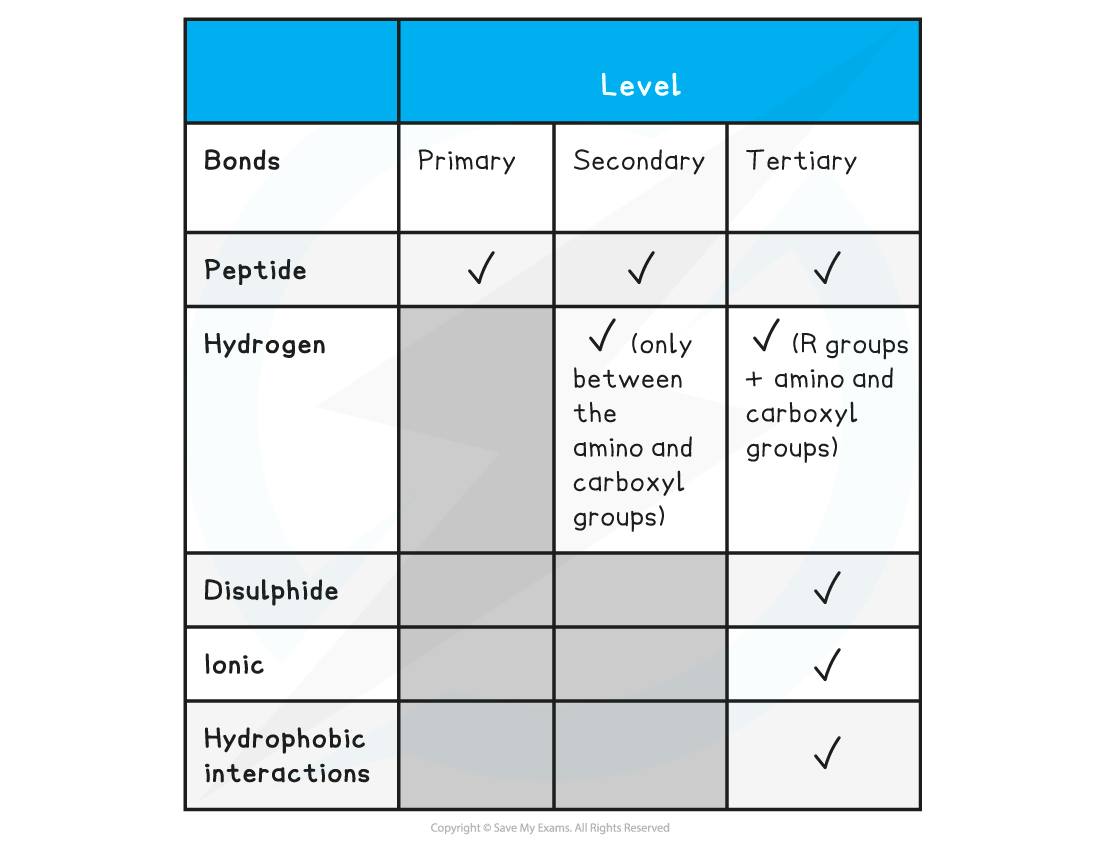 Level
Bonds Primary Secondary Tertiary
Peptide ✓ ✓ ✓
Hydrogen ✓ (only
between
the
amino and
carboxyl
groups)
✓ (R groups
+ amino and
carboxyl
groups)
Disulphide ✓
Ionic ✓
Hydrophobic
interactions ✓
Copyright © Save My Exams. All Rights Reserved